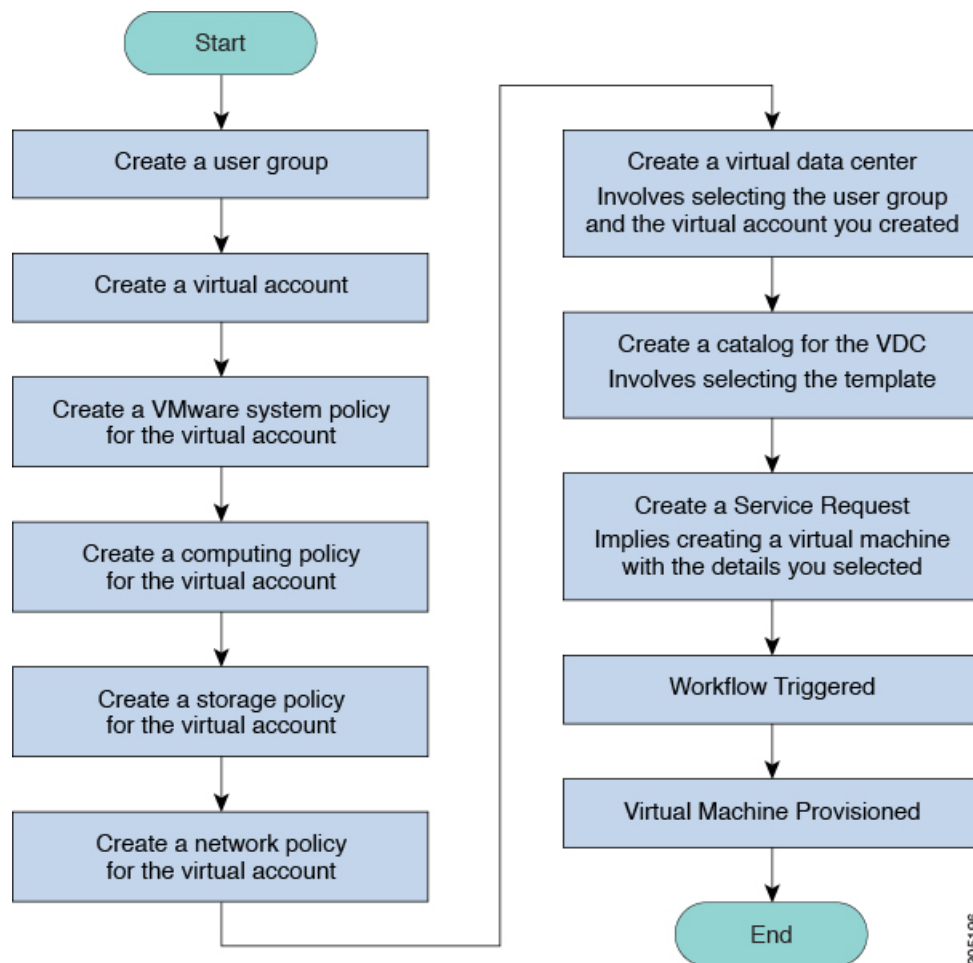 Start
Create a user group
Create a virtual account
Create a VMware system policy
for the virtual account
Create a computing policy
for the virtual account
Create a storage policy
for the virtual account
Create a network policy
for the virtual account
Create a virtual data center
Involves selecting the user group
and the virtual account you created
Create a catalog for the VDC
Involves selecting the template
Create a Service Request
Implies creating a virtual machine
with the details you selected
Workflow Triggered
Virtual Machine Provisioned
End